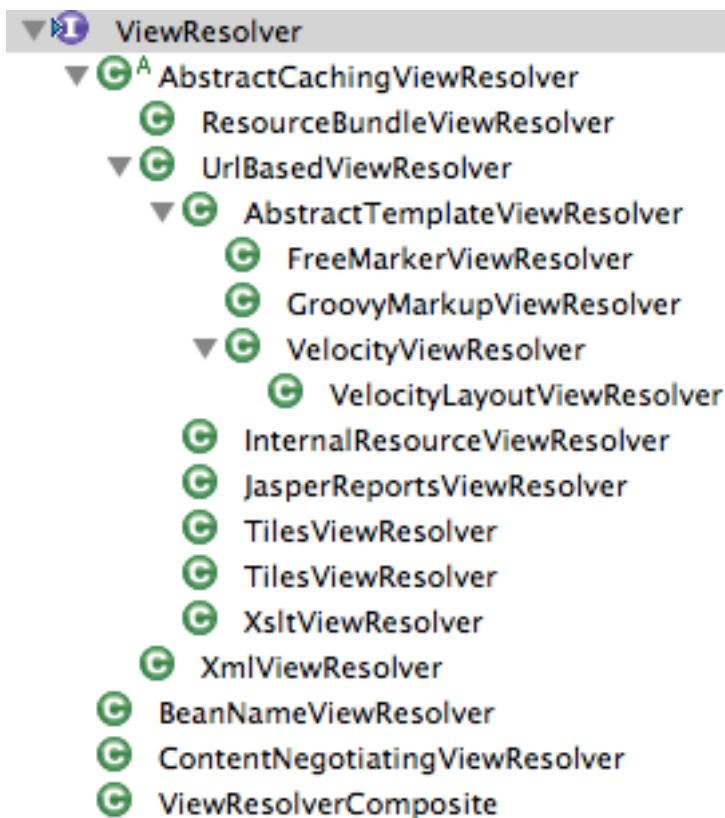 ViewResolver
AbstractCachingViewResolver
ResourceBundleViewResolver
UrlBasedViewResolver
AbstractTemplateViewResolver
FreeMarkerViewResolver
GroovyMarkupViewResolver
VelocityViewResolver
VelocityLayoutViewResolver
InternalResourceViewResolver
JasperReportsViewResolver
TilesViewResolver
TilesViewResolver
XsltViewResolver
XmlViewResolver
BeanNameViewResolver
ContentNegotiatingViewResolver
ViewResolverComposite